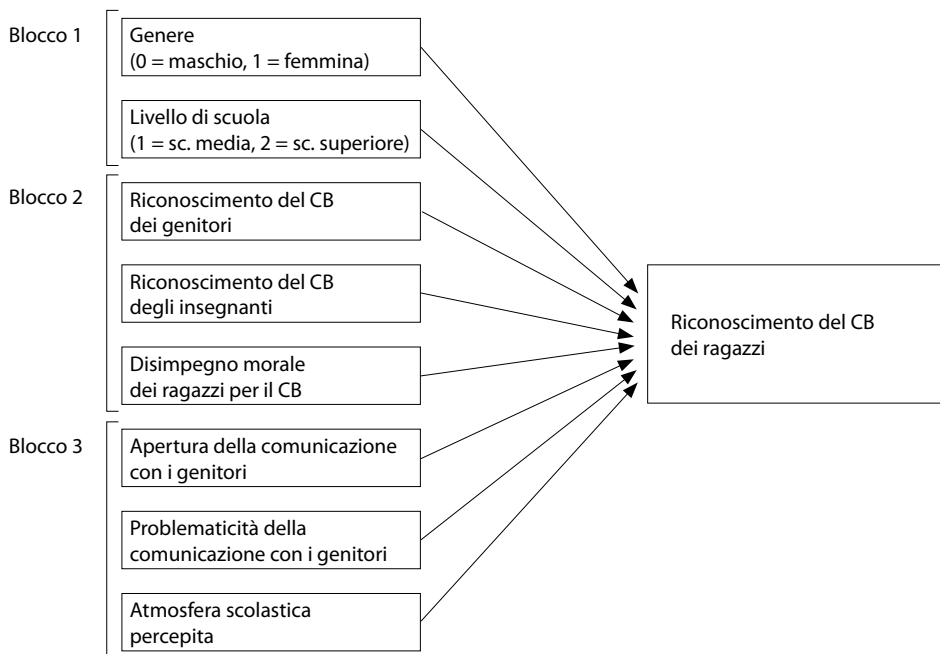 Blocco 1
Genere
(0 = maschio, 1 = femmina)
Livello di scuola
(1 = sc. media, 2 = sc. superiore)
Blocco 2
Riconoscimento del CB
dei genitori
Riconoscimento del CB
degli insegnanti
Disimpegno morale
dei ragazzi per il CB
Blocco 3
Apertura della comunicazione
con i genitori
Problematicità della
comunicazione con i genitori
Atmosfera scolastica
percepita
Riconoscimento del CB
dei ragazzi